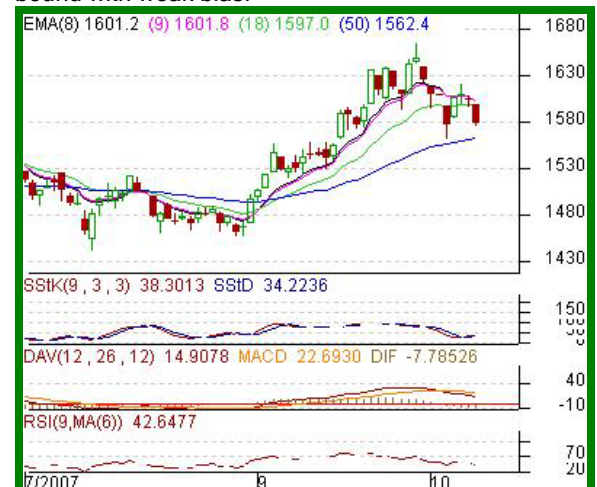 EMA(8) 1601.2 (9) 1601.8 (18) 1597.0 (50) 1562.4
1680
1630
1580
1530
1480
1430
SStK(9 , 3 , 3) 38.3013 SStD 34.2236
150
DAV(12 , 26 , 12) 14.9078 MACD 22.6930 DIF -7.78526
40
-10
RSI(9,MA(6)) 42.6477
70
20
7/2007 9 10